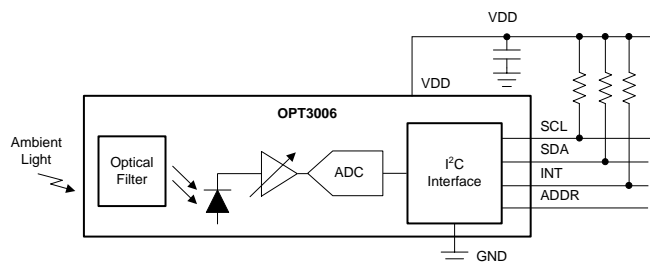 VDD
VDD
OPT3006
Ambient
Light
Optical
Filter
ADC
I²C
Interface
SCL
SDA
INT
ADDR
GND